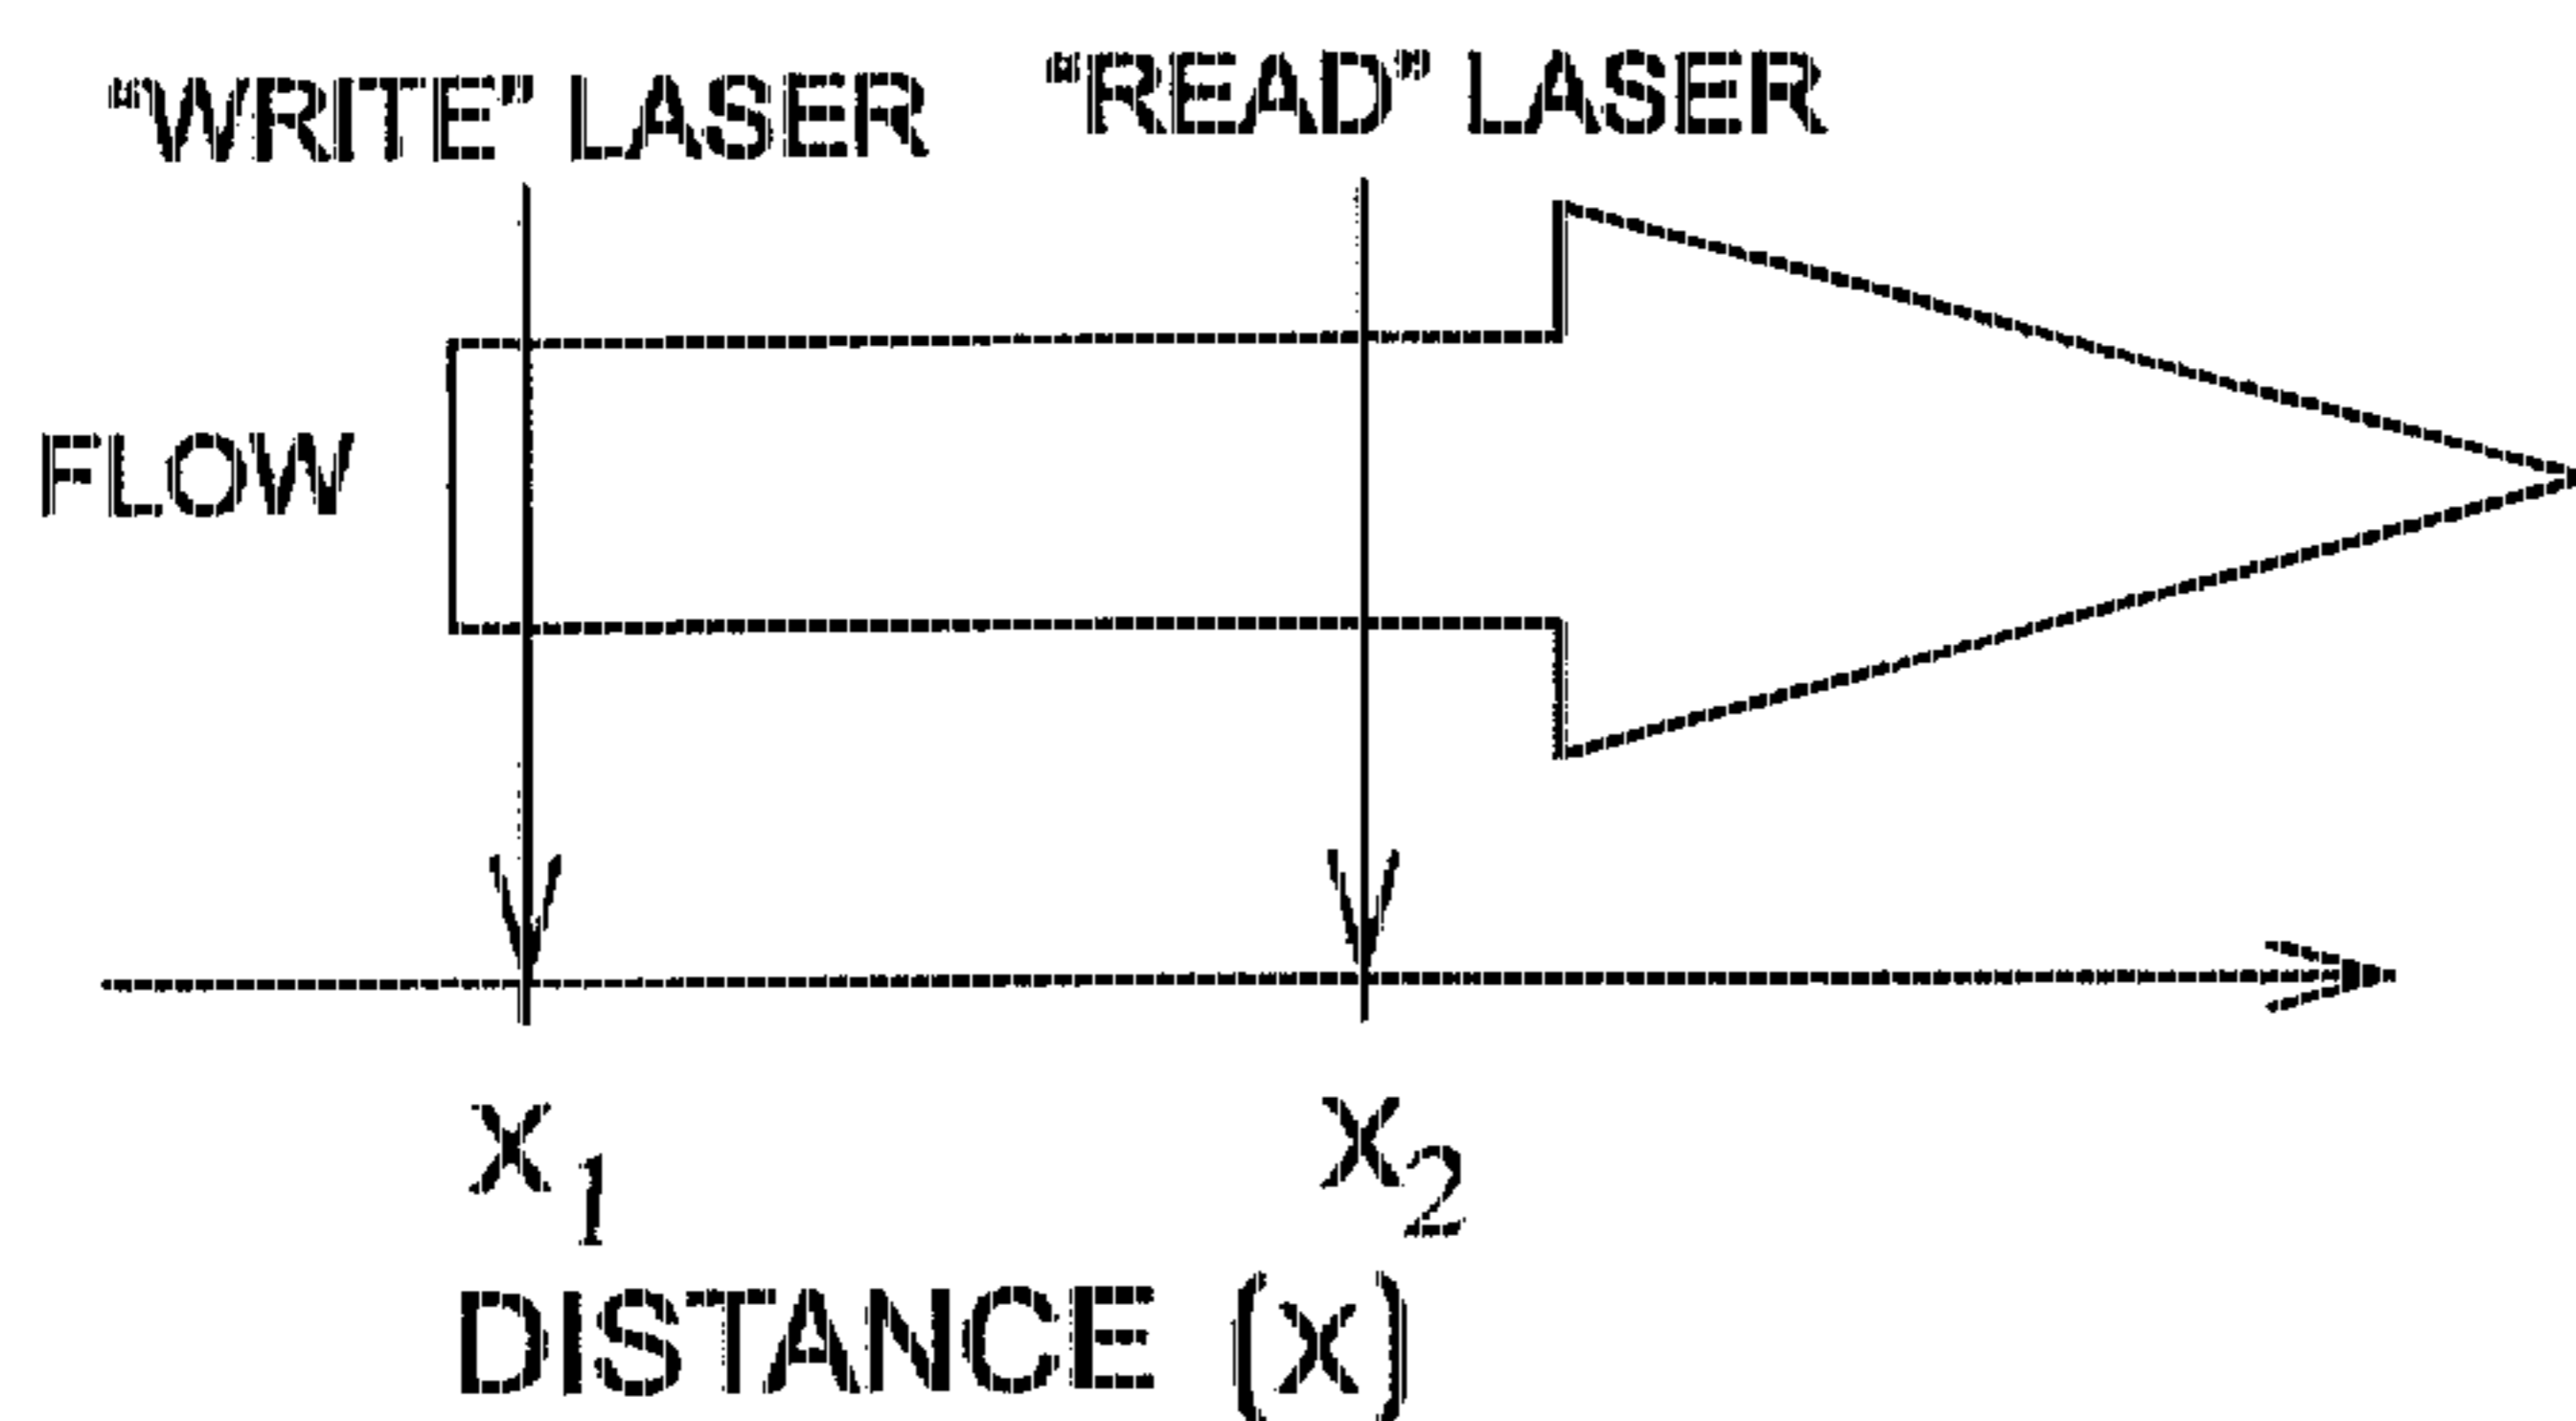 “WRITE” LASER
“READ” LASER
FLOW
x1
x2
DISTANCE (x)